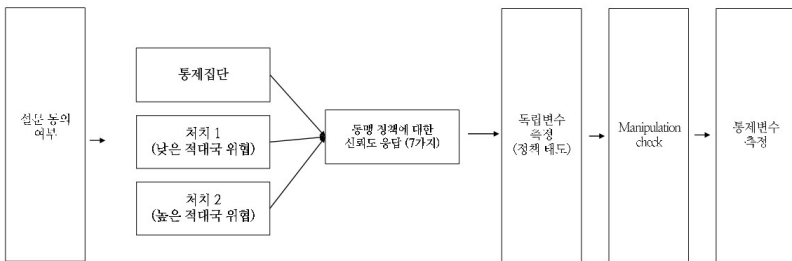 설문 동의
여부
통제집단
처치 1
(낮은 적대국 위협)
처치 2
(높은 적대국 위협)
동맹 정책에 대한
신뢰도 응답 (7가지)
독립변수
측정
(정책 태도)
Manipulation
check
통제변수
측정